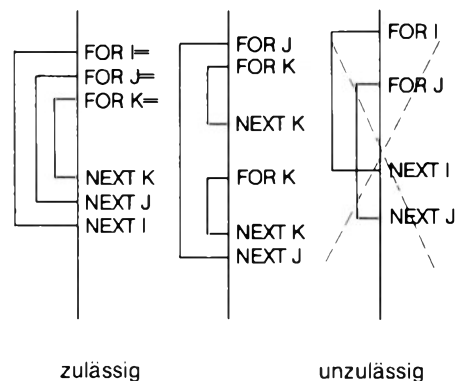 FOR I=
FOR J=
FOR K=
NEXT K
NEXT J
NEXT I
FOR J
FOR K
NEXT K
FOR K
NEXT K
NEXT J
FOR I
FOR J
NEXT I
NEXT J
zulässig
unzulässig